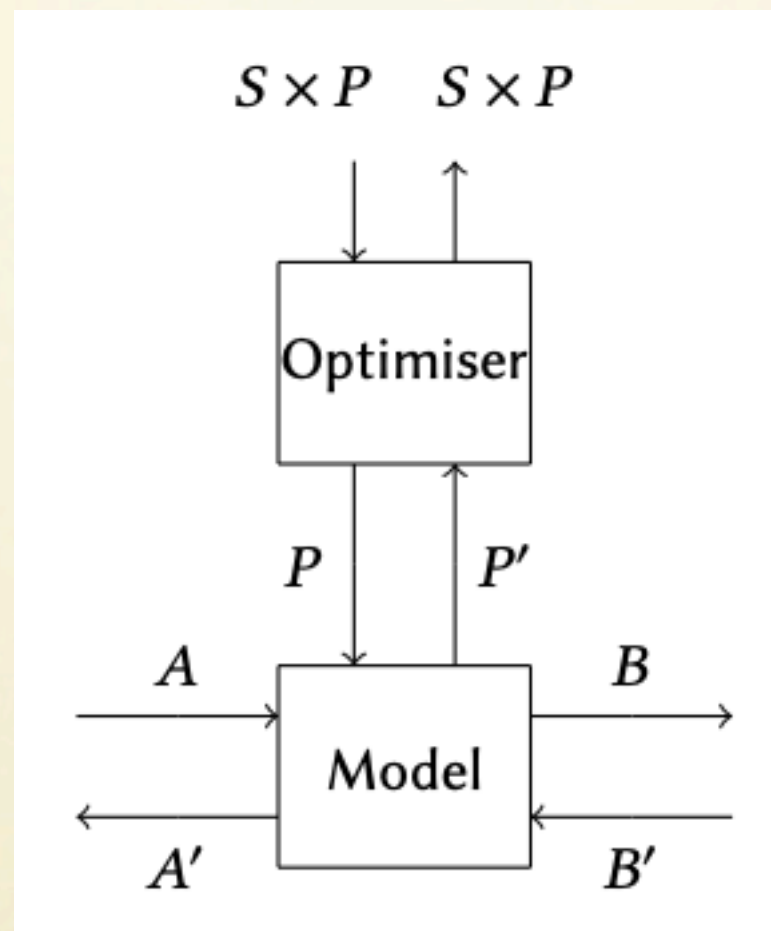 S × P S × P
Optimiser
P P′
A B
Model
A′ B′